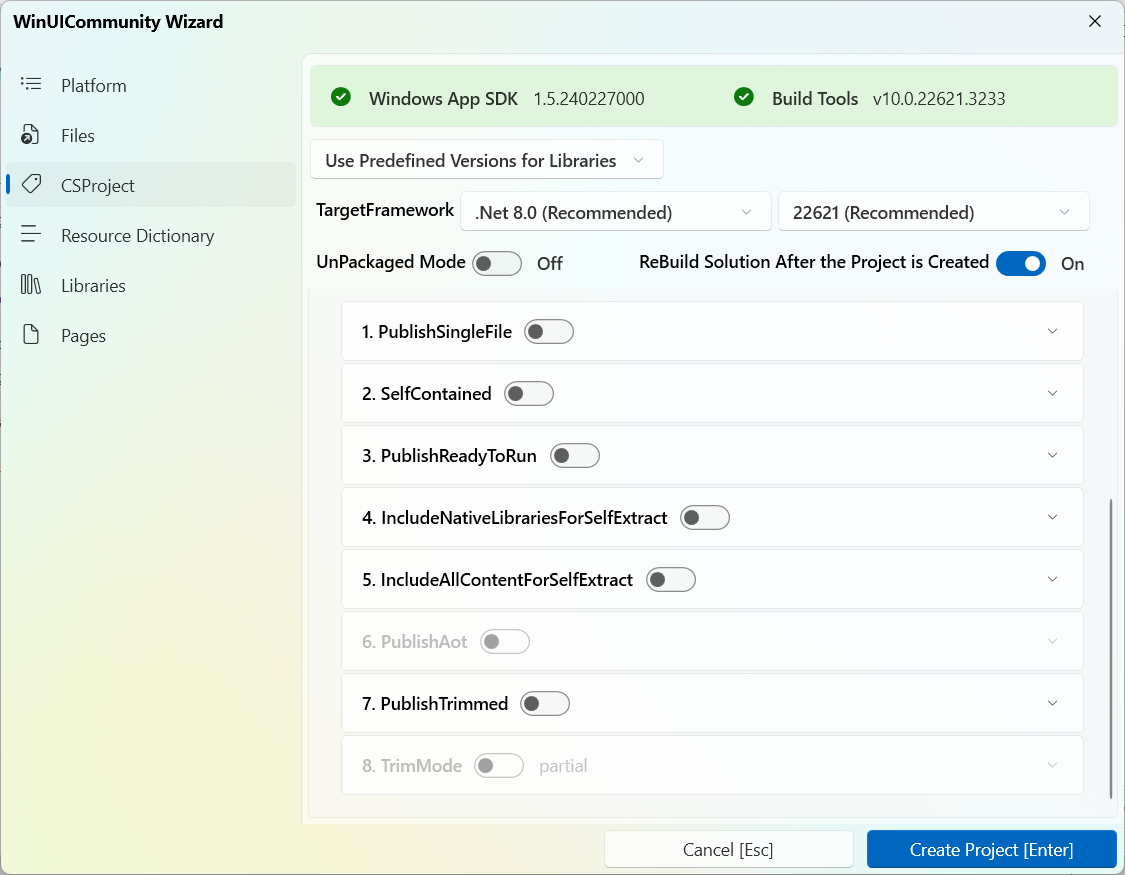 WinUICommunity Wizard
Platform
Files
CSProject
Resource Dictionary
Libraries
Pages
Windows App SDK 1.5.240227000 Build Tools v10.0.22621.3233
Use Predefined Versions for Libraries
TargetFramework .Net 8.0 (Recommended) 22621 (Recommended)
UnPackaged Mode Off ReBuild Solution After the Project is Created On
1. PublishSingleFile
2. SelfContained
3. PublishReadyToRun
4. IncludeNativeLibrariesForSelfExtract
5. IncludeAllContentForSelfExtract
6. PublishAot
7. PublishTrimmed
8. TrimMode partial
Cancel [Esc] Create Project [Enter]